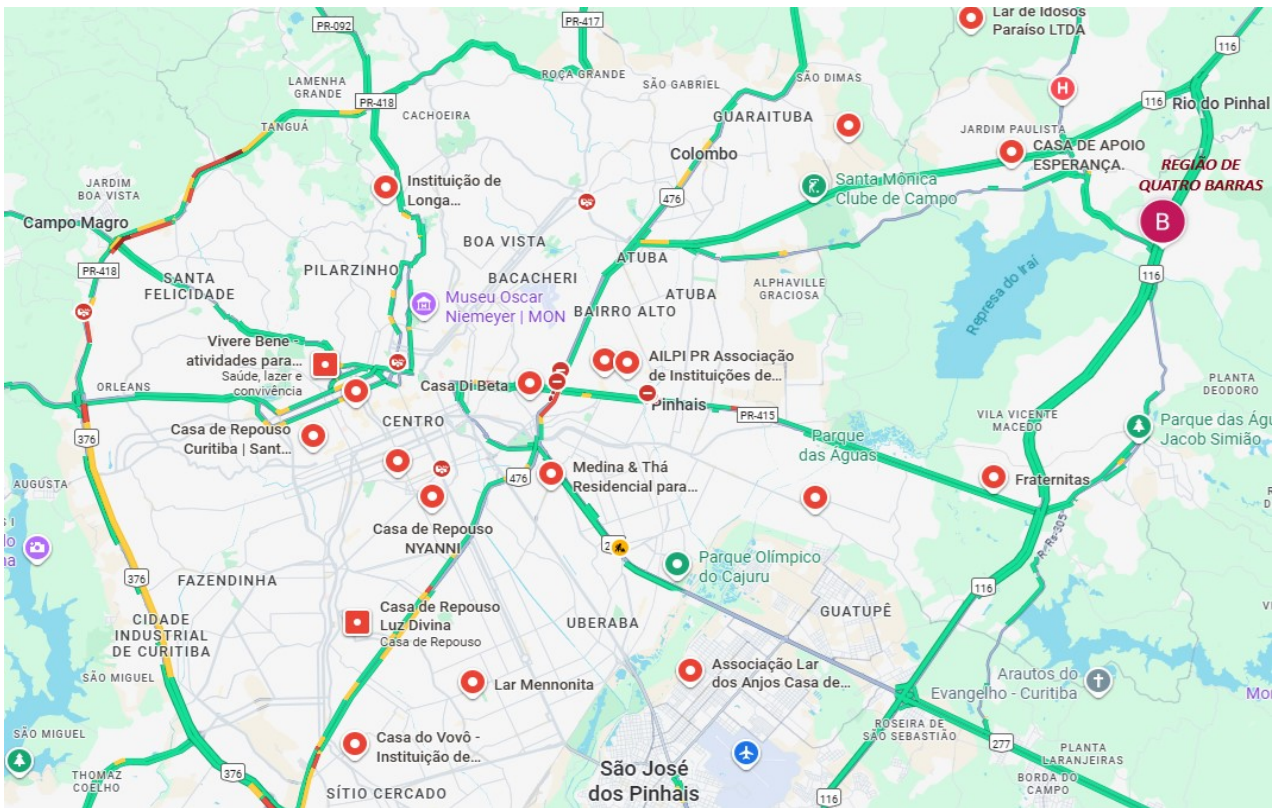 PR-092
PR-417
Lar de Idosos
Paraíso LTDA
116
ROÇA GRANDE
SÃO GABRIEL
SÃO DIMAS
LAMENHA
GRANDE
PR-418
CACHOEIRA
TANGUÁ
GUARAITUBA
H
116
Rio do Pinhal
JARDIM PAULISTA
Colombo
CASA DE APOIO
ESPERANÇA.
REGIÃO DE
QUATRO BARRAS
JARDIM
BOA VISTA
Instituição de
Longa...
Santa Mônica
Clube de Campo
476
Campo Magro
B
BOA VISTA
ATUBA
PR-418
PILARZINHO
SANTA
FELICIDADE
BACACHERI
ATUBA
ALPHAVILLE
GRACIOSA
Represa do Iraí
116
Museu Oscar
Niemeyer | MON
BAIRRO ALTO
Vivere Bene -
atividades para...
Saúde, lazer e
convivência
AILPI PR Associação
de Instituições de...
ORLEANS
Casa Di Beta
Pinhais
PR-415
PLANTA
DEODORO
CENTRO
VILA VICENTE
MACEDO
Parque das Águ
Jacob Simião
376
Casa de Repouso
Curitiba | Sant...
Parque
das Águas
476
Medina & Thá
Residencial para...
Fraternitas
AUGUSTA
Casa de Repouso
NYANNI
2
Parque Olímpico
do Cajuru
376
FAZENDINHA
116
CIDADE
INDUSTRIAL
DE CURITIBA
Casa de Repouso
Luz Divina
Casa de Repouso
UBERABA
GUATUPÊ
SÃO MIGUEL
Lar Mennonita
Associação Lar
dos Anjos Casa de...
Arautos do
Evangelho - Curitiba
SÃO MIGUEL
Casa do Vovô -
Instituição de...
ROSEIRA DE
SÃO SEBASTIÃO
277
PLANTA
LARANJEIRAS
THOMAZ
COELHO
376
SÍTIO CERCADO
São José
dos Pinhais
116
BORDA DO
CAMPO